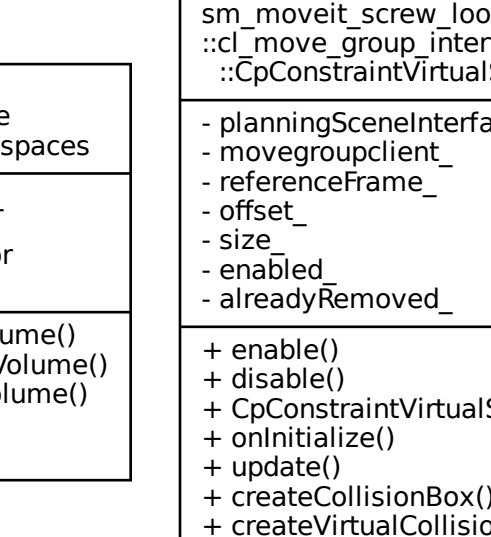 spaces
ume()
Volume()
lume()
sm_moveit_screw_loo
::cl_move_group_inter
::CpConstraintVirtual
- planningSceneInterfa
- movegroupclient_
- referenceFrame_
- offset_
- size_
- enabled_
- alreadyRemoved_
+ enable()
+ disable()
+ CpConstraintVirtual
+ onInitialize()
+ update()
+ createCollisionBox()
+ createVirtualCollisio